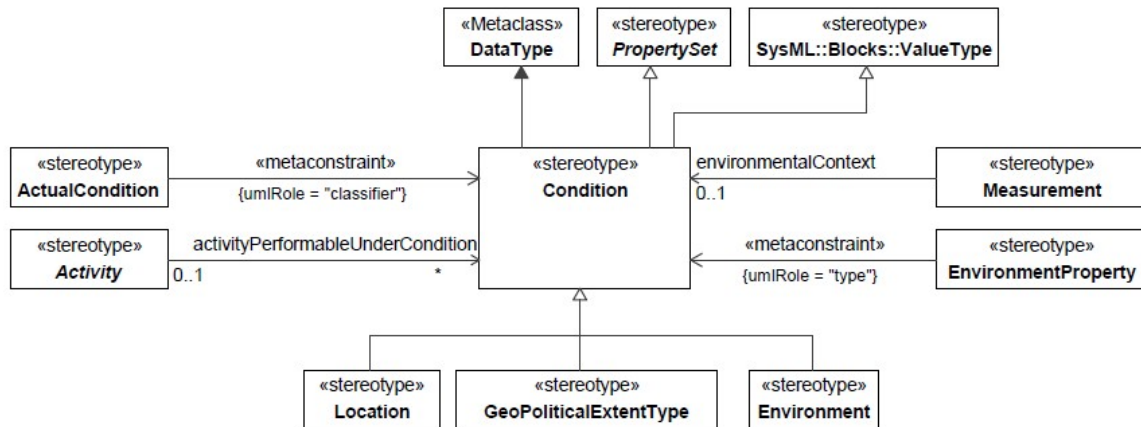 «Metaclass»
DataType
«stereotype»
PropertySet
«stereotype»
SysML::Blocks::ValueType
«stereotype»
ActualCondition
«metaconstraint»
{umlRole = "classifier"}
«stereotype»
Condition
environmentalContext
0..1
«stereotype»
Measurement
«stereotype»
Activity
activityPerformableUnderCondition
0..1
*
«metaconstraint»
{umlRole = "type"}
«stereotype»
EnvironmentProperty
«stereotype»
Location
«stereotype»
GeoPoliticalExtentType
«stereotype»
Environment